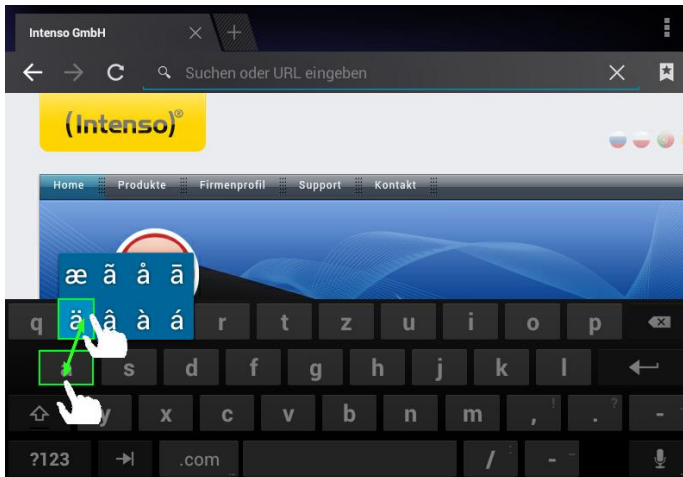 Intenso GmbH
Suchen oder URL eingeben
(Intenso)®
Home Produkte Firmenprofil Support Kontakt
æ ã å ā
ä â à á
q r t z u i o p
a s d f g h j k l
y x c v b n m , ! . ?
?123 .com / : - _